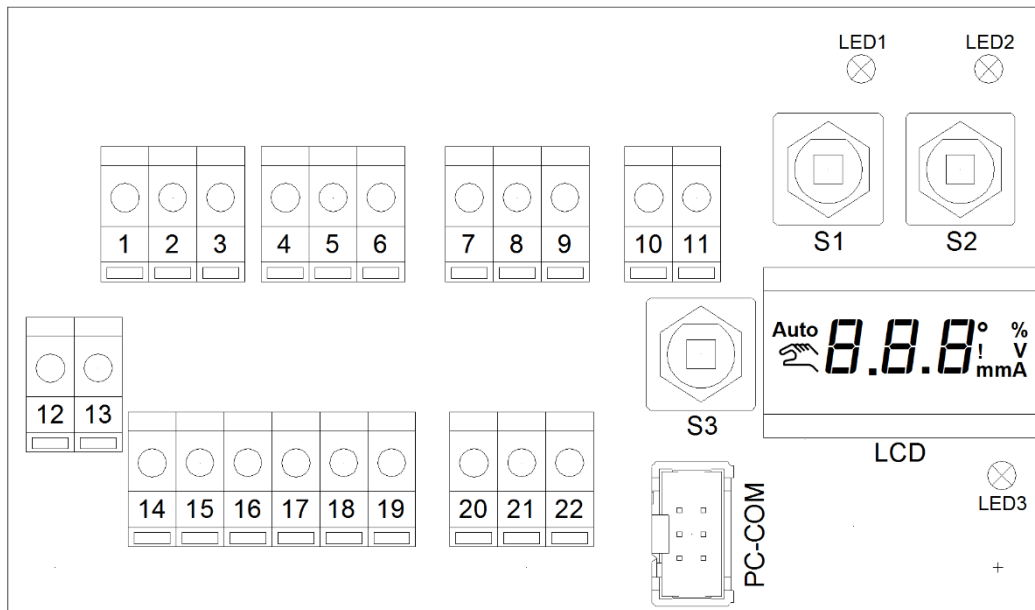 LED1 LED2
1 2 3 4 5 6 7 8 9 10 11
S1 S2
Auto 8.8.8 ° %
! V
mmA
12 13
S3
LCD
14 15 16 17 18 19 20 21 22
LED3
PC-COM